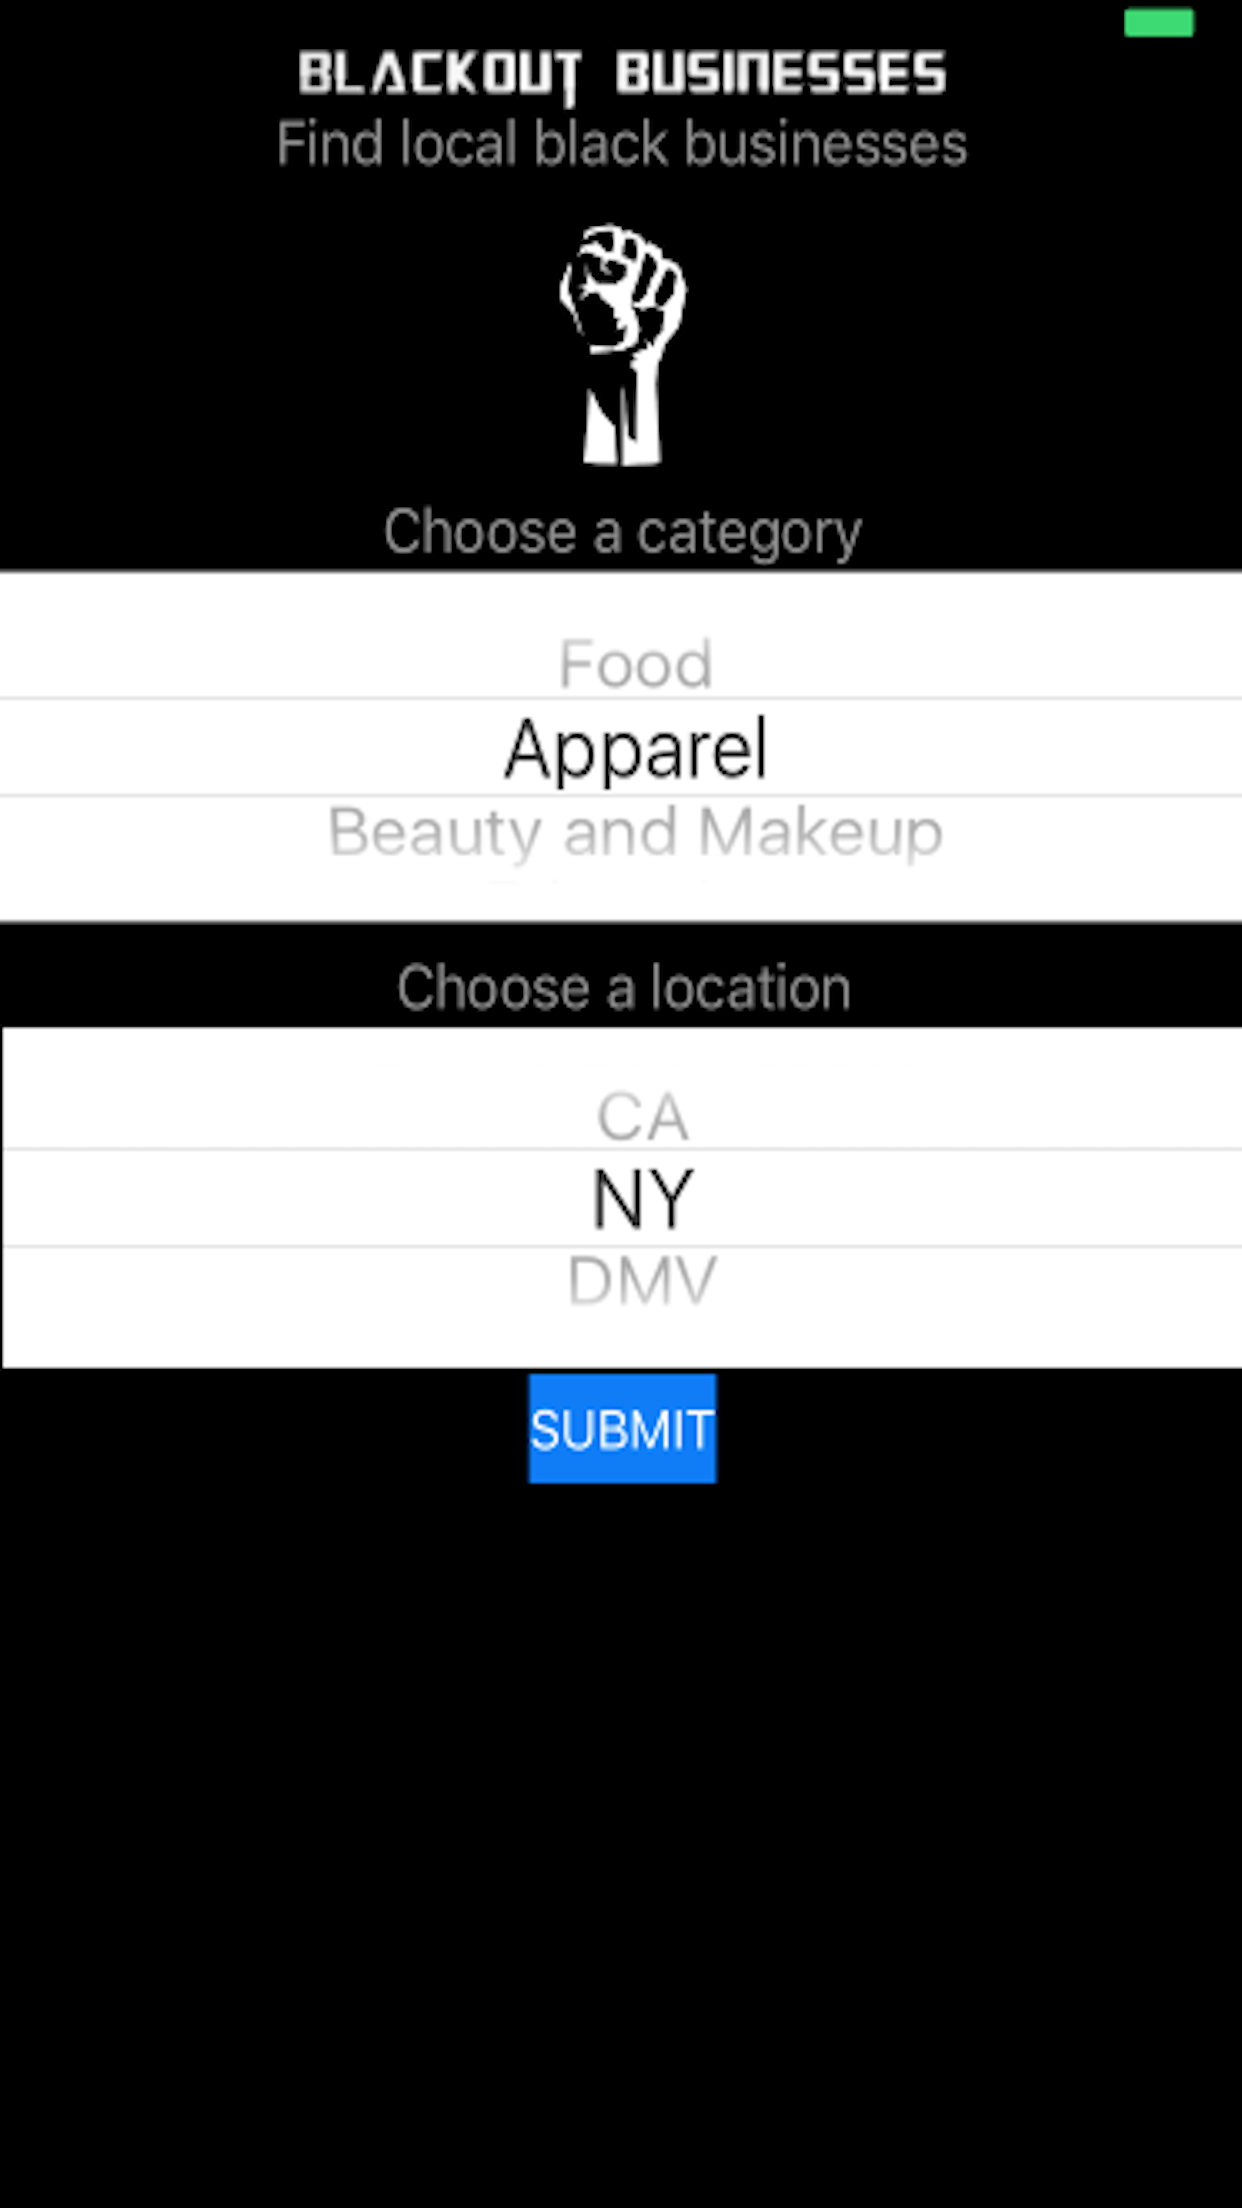 BLACKOUT BUSINESSES
Find local black businesses
Choose a category
Food
Apparel
Beauty and Makeup
Choose a location
CA
NY
DMV
SUBMIT